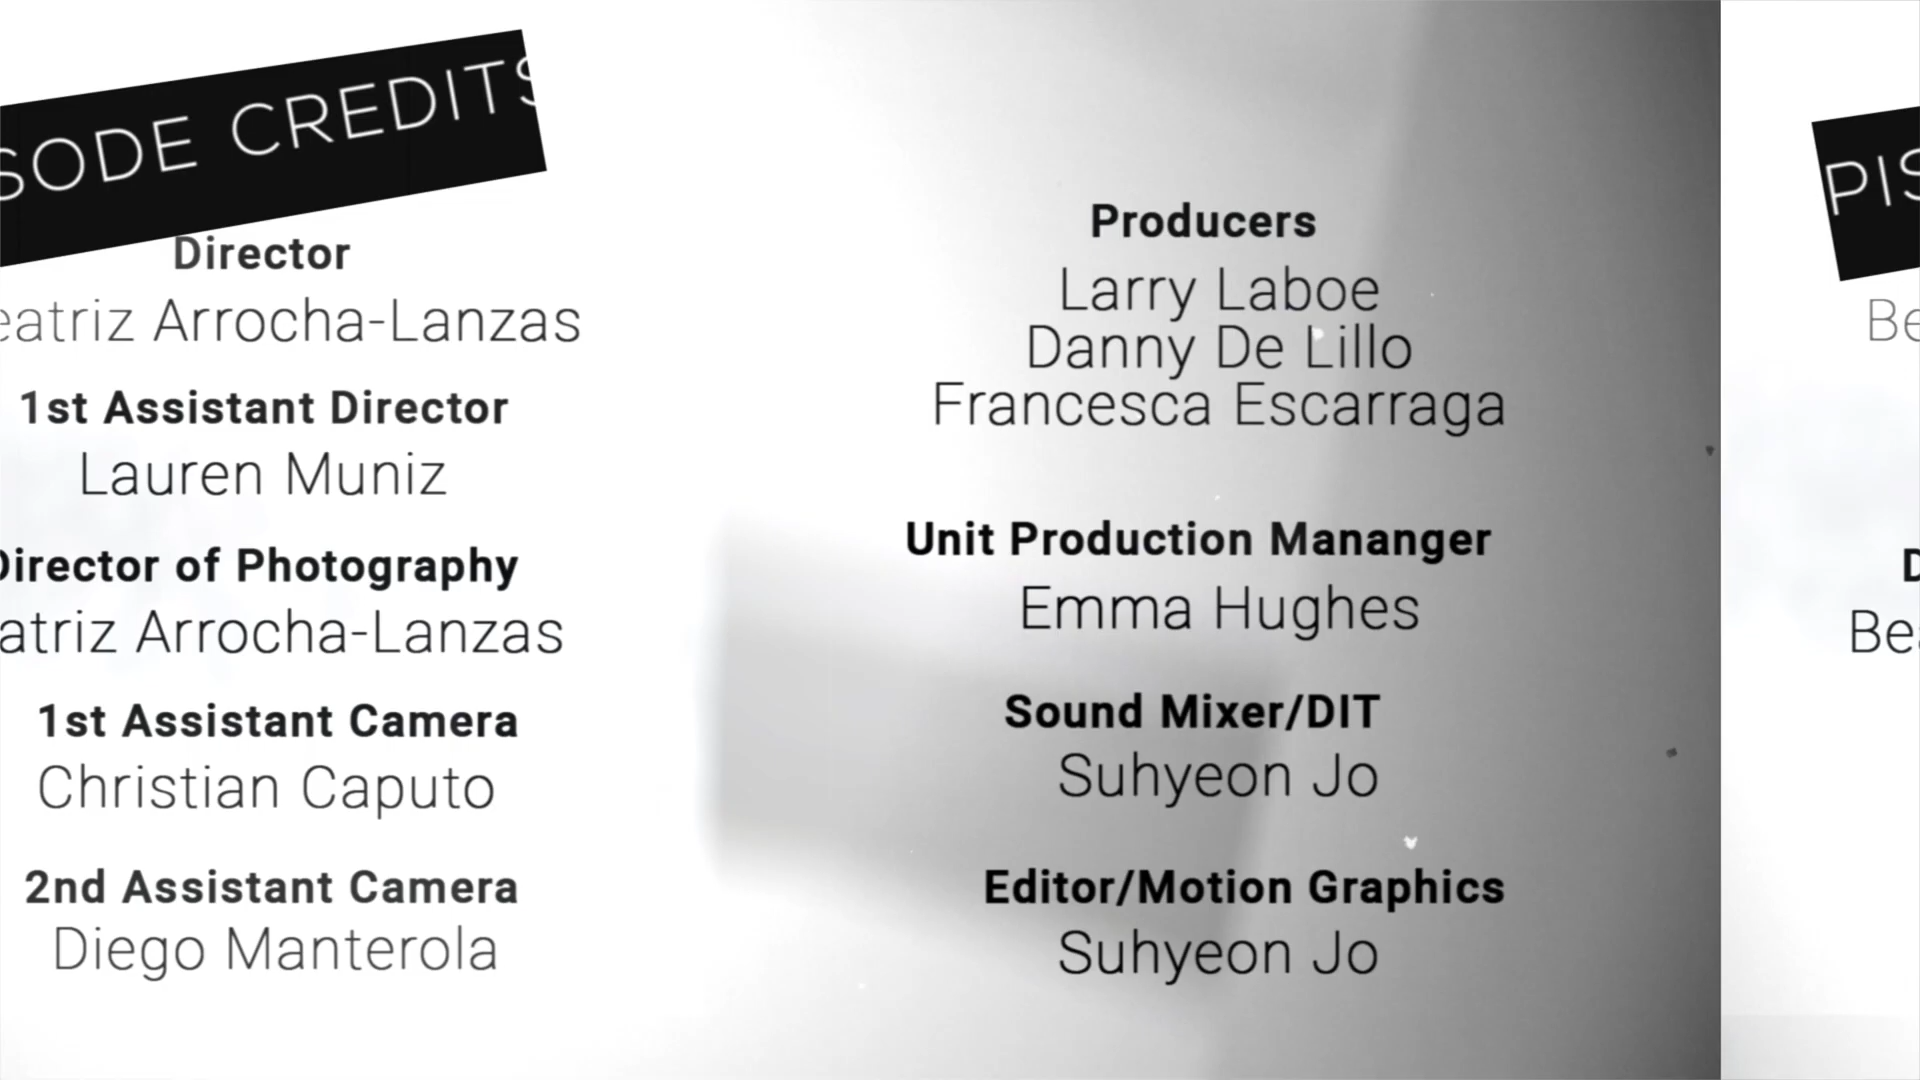 SODE CREDITS
Director
eatriz Arrocha-Lanzas
1st Assistant Director
Lauren Muniz
Director of Photography
atriz Arrocha-Lanzas
1st Assistant Camera
Christian Caputo
2nd Assistant Camera
Diego Manterola
Producers
Larry Laboe
Danny De Lillo
Francesca Escarraga
Unit Production Mananger
Emma Hughes
Sound Mixer/DIT
Suhyeon Jo
Editor/Motion Graphics
Suhyeon Jo
PIS
Be
D
Bea